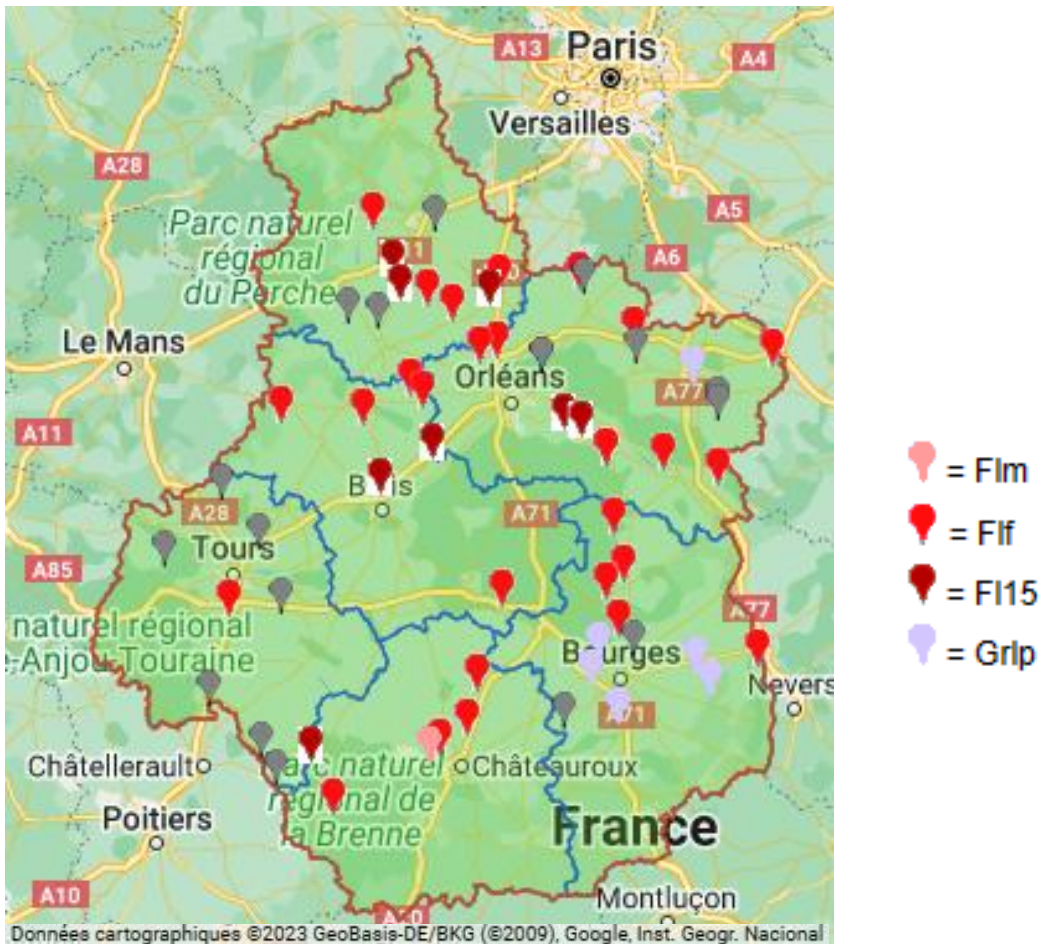 A13
Paris
A4
Versailles
A28
A5
Parc naturel
régional
du Perche
A6
Le Mans
Orléans
A77
A11
A28
A71
Tours
A85
A77
naturel régional
e-Anjou-Touraine
Bourges
Nevers
A71
Châtellerault
Parc naturel
régional de
la Brenne
Châteauroux
Poitiers
France
A10
Montluçon
A20
Données cartographiques ©2023 GeoBasis-DE/BKG (©2009), Google, Inst. Geogr. Nacional
= Flm
= Flf
= Fl15
= Grlp